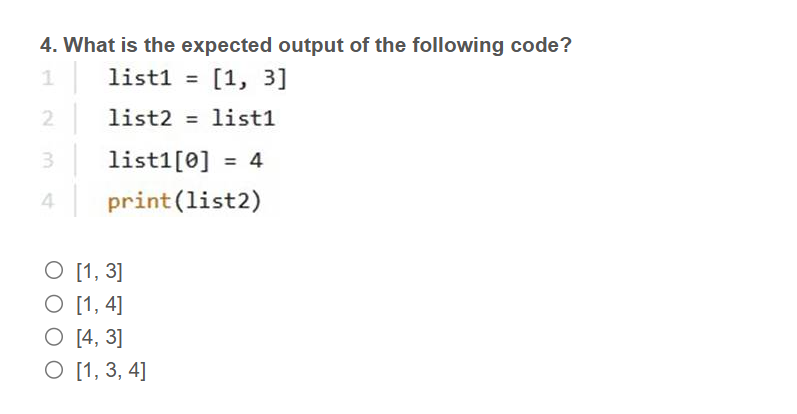 4. What is the expected output of the following code?
1 list1 = [1, 3]
2 list2 = list1
3 list1[0] = 4
4 print(list2)
[1, 3]
[1, 4]
[4, 3]
[1, 3, 4]